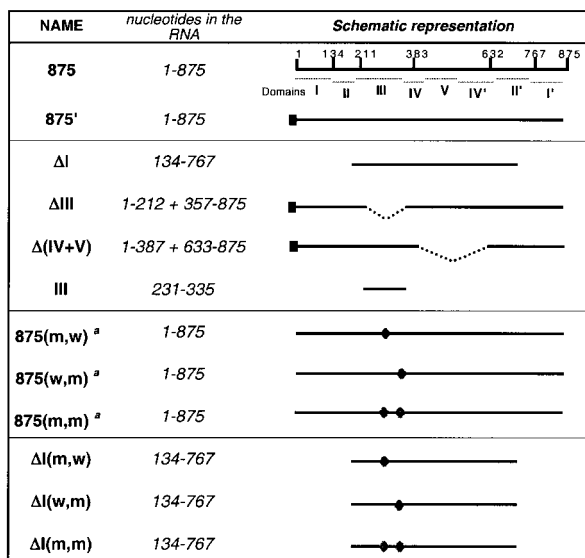 NAME nucleotides in the RNA Schematic representation
875 1-875 1 134 211 383 632 767 875
Domains I II III IV V IV' II' I'
875' 1-875
ΔI 134-767
ΔIII 1-212 + 357-875
Δ(IV+V) 1-387 + 633-875
III 231-335
875(m,w) a 1-875
875(w,m) a 1-875
875(m,m) a 1-875
ΔI(m,w) 134-767
ΔI(w,m) 134-767
ΔI(m,m) 134-767